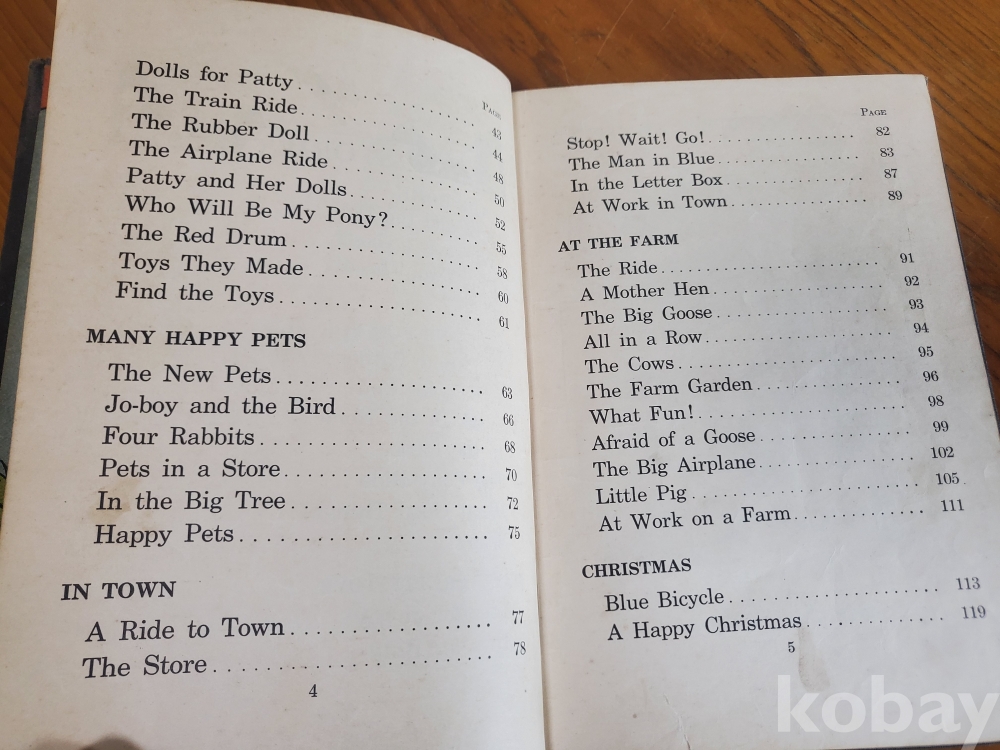 PAGE
Dolls for Patty 43
The Train Ride 44
The Rubber Doll 48
The Airplane Ride 50
Patty and Her Dolls 52
Who Will Be My Pony? 55
The Red Drum 58
Toys They Made 60
Find the Toys 61
MANY HAPPY PETS
The New Pets 63
Jo-boy and the Bird 66
Four Rabbits 68
Pets in a Store 70
In the Big Tree 72
Happy Pets 75
IN TOWN
A Ride to Town 77
The Store 78
4
PAGE
Stop! Wait! Go! 82
The Man in Blue 83
In the Letter Box 87
At Work in Town 89
AT THE FARM
The Ride 91
A Mother Hen 92
The Big Goose 93
All in a Row 94
The Cows 95
The Farm Garden 96
What Fun! 98
Afraid of a Goose 99
The Big Airplane 102
Little Pig 105
At Work on a Farm 111
CHRISTMAS
Blue Bicycle 113
A Happy Christmas 119
5
kobay